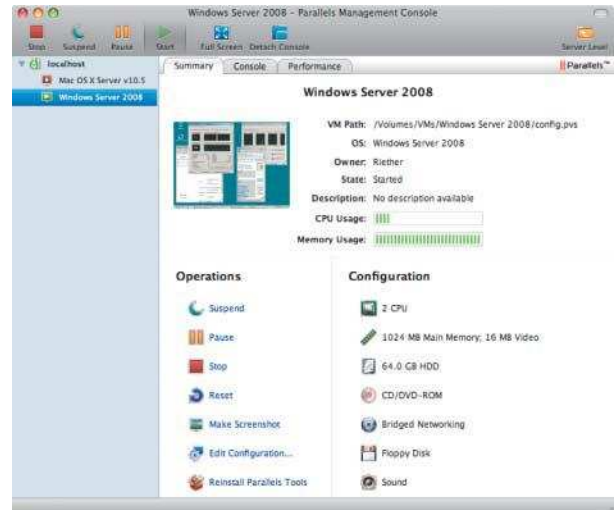 Windows Server 2008 – Parallels Management Console
Stop Suspend Pause Start Full Screen Detach Console Server Level
localhost
Mac OS X Server v10.5
Windows Server 2008
Summary Console Performance
Parallels™
Windows Server 2008
VM Path: /Volumes/VMs/Windows Server 2008/config.pvs
OS: Windows Server 2008
Owner: Riether
State: Started
Description: No description available
CPU Usage:
Memory Usage:
Operations
Suspend
Pause
Stop
Reset
Make Screenshot
Edit Configuration...
Reinstall Parallels Tools
Configuration
2 CPU
1024 MB Main Memory; 16 MB Video
64.0 GB HDD
CD/DVD-ROM
Bridged Networking
Floppy Disk
Sound